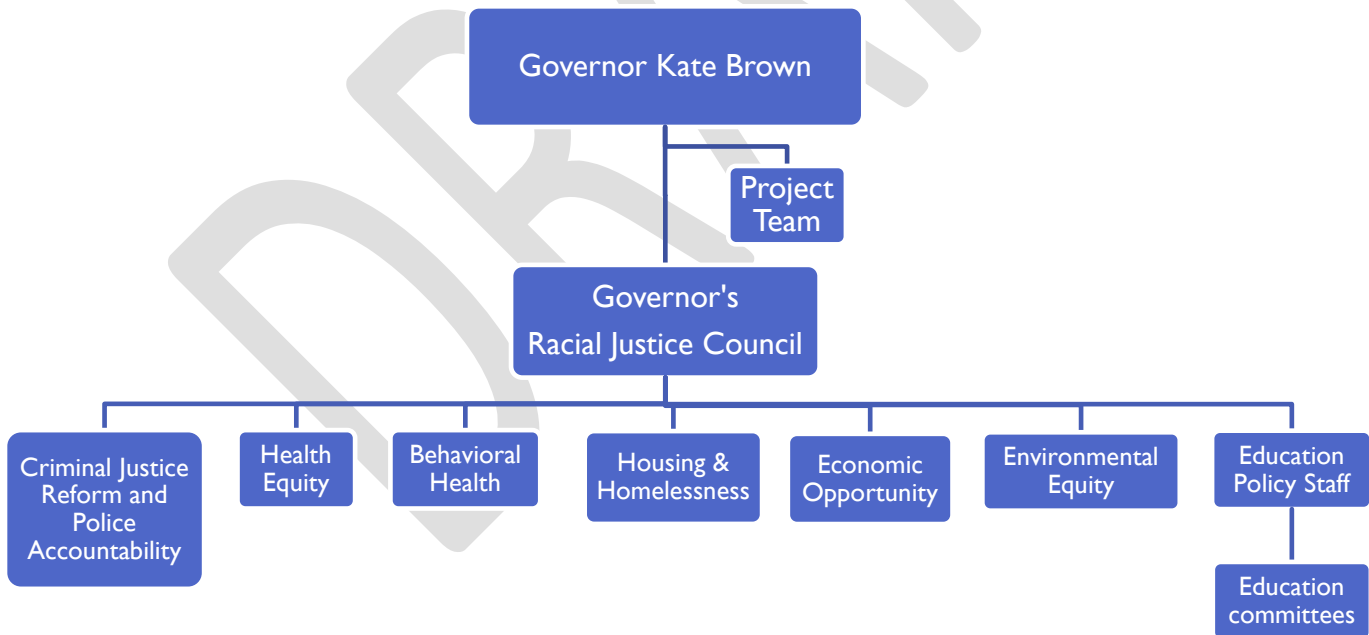 Governor Kate Brown
Project
Team
Governor's
Racial Justice Council
Criminal Justice
Reform and
Police
Accountability
Health
Equity
Behavioral
Health
Housing &
Homelessness
Economic
Opportunity
Environmental
Equity
Education
Policy Staff
Education
committees